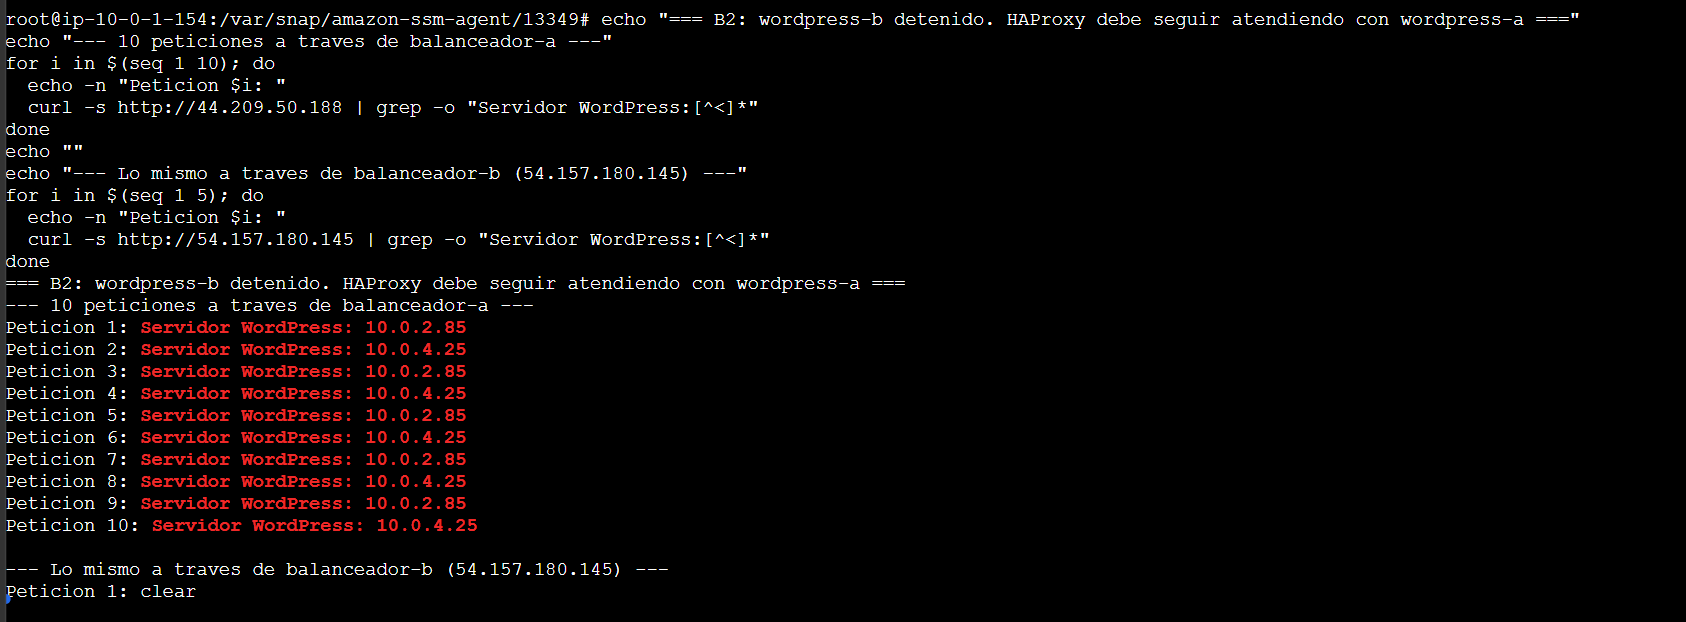 root@ip-10-0-1-154:/var/snap/amazon-ssm-agent/13349# echo "=== B2: wordpress-b detenido. HAProxy debe seguir atendiendo con wordpress-a ==="
echo "--- 10 peticiones a traves de balanceador-a ---"
for i in $(seq 1 10); do
  echo -n "Peticion $i: "
  curl -s http://44.209.50.188 | grep -o "Servidor WordPress:[^<]*"
done
echo ""
echo "--- Lo mismo a traves de balanceador-b (54.157.180.145) ---"
for i in $(seq 1 5); do
  echo -n "Peticion $i: "
  curl -s http://54.157.180.145 | grep -o "Servidor WordPress:[^<]*"
done
=== B2: wordpress-b detenido. HAProxy debe seguir atendiendo con wordpress-a ===
--- 10 peticiones a traves de balanceador-a ---
Peticion 1: Servidor WordPress: 10.0.2.85
Peticion 2: Servidor WordPress: 10.0.4.25
Peticion 3: Servidor WordPress: 10.0.2.85
Peticion 4: Servidor WordPress: 10.0.4.25
Peticion 5: Servidor WordPress: 10.0.2.85
Peticion 6: Servidor WordPress: 10.0.4.25
Peticion 7: Servidor WordPress: 10.0.2.85
Peticion 8: Servidor WordPress: 10.0.4.25
Peticion 9: Servidor WordPress: 10.0.2.85
Peticion 10: Servidor WordPress: 10.0.4.25

--- Lo mismo a traves de balanceador-b (54.157.180.145) ---
Peticion 1: clear